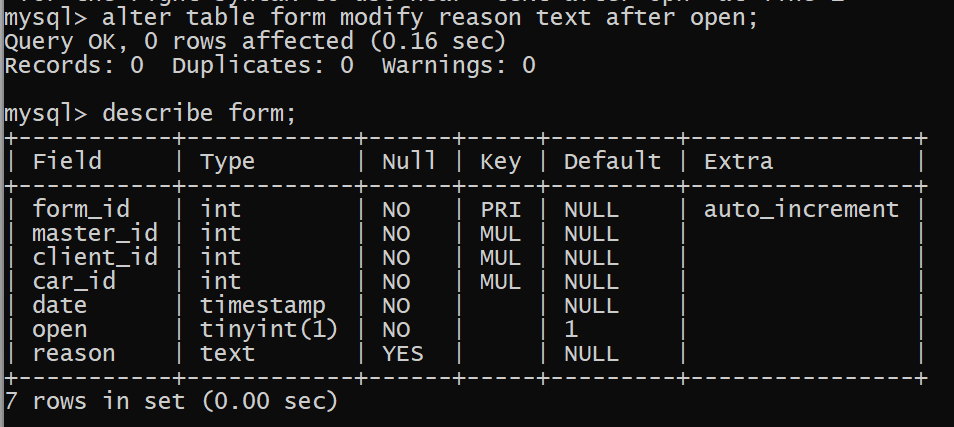 mysql> alter table form modify reason text after open;
Query OK, 0 rows affected (0.16 sec)
Records: 0  Duplicates: 0  Warnings: 0

mysql> describe form;
+-----------+------------+------+-----+---------+----------------+
| Field     | Type       | Null | Key | Default | Extra          |
+-----------+------------+------+-----+---------+----------------+
| form_id   | int        | NO   | PRI | NULL    | auto_increment |
| master_id | int        | NO   | MUL | NULL    |                |
| client_id | int        | NO   | MUL | NULL    |                |
| car_id    | int        | NO   | MUL | NULL    |                |
| date      | timestamp  | NO   |     | NULL    |                |
| open      | tinyint(1) | NO   |     | 1       |                |
| reason    | text       | YES  |     | NULL    |                |
+-----------+------------+------+-----+---------+----------------+
7 rows in set (0.00 sec)